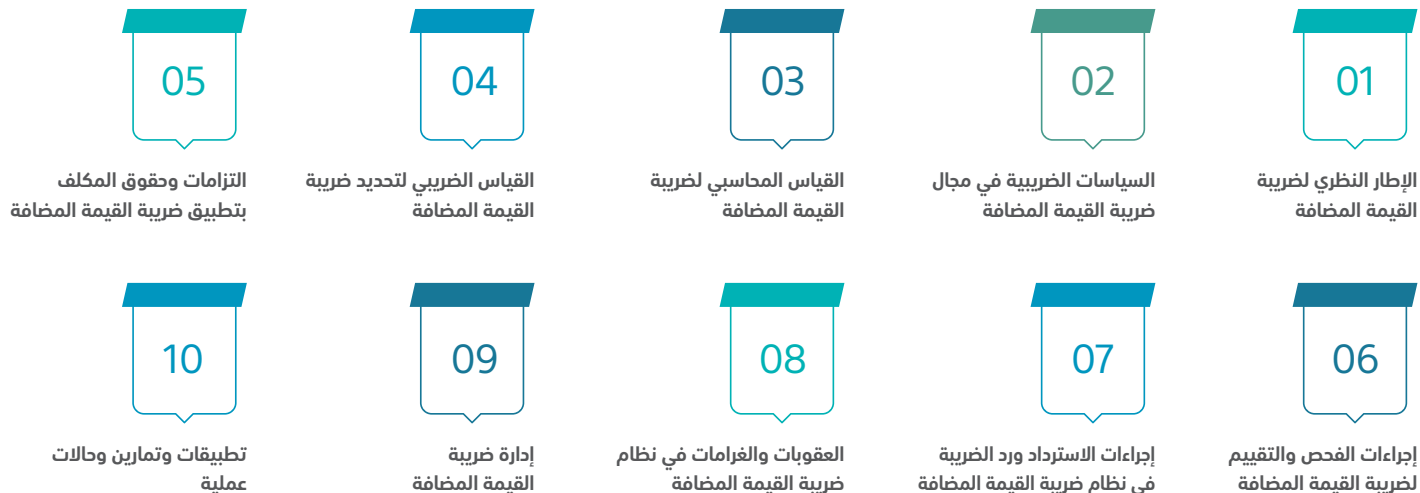 01
الإطار النظري لضريبة
القيمة المضافة
02
السياسات الضريبية في مجال
ضريبة القيمة المضافة
03
القياس المحاسبي لضريبة
القيمة المضافة
04
القياس الضريبي لتحديد ضريبة
القيمة المضافة
05
التزامات وحقوق المكلف
بتطبيق ضريبة القيمة المضافة
06
إجراءات الفحص والتقييم
لضريبة القيمة المضافة
07
إجراءات الاسترداد ورد الضريبة
في نظام ضريبة القيمة المضافة
08
العقوبات والغرامات في نظام
ضريبة القيمة المضافة
09
إدارة ضريبة
القيمة المضافة
10
تطبيقات وتمارين وحالات
عملية